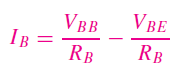 I_B = V_BB / R_B − V_BE / R_B